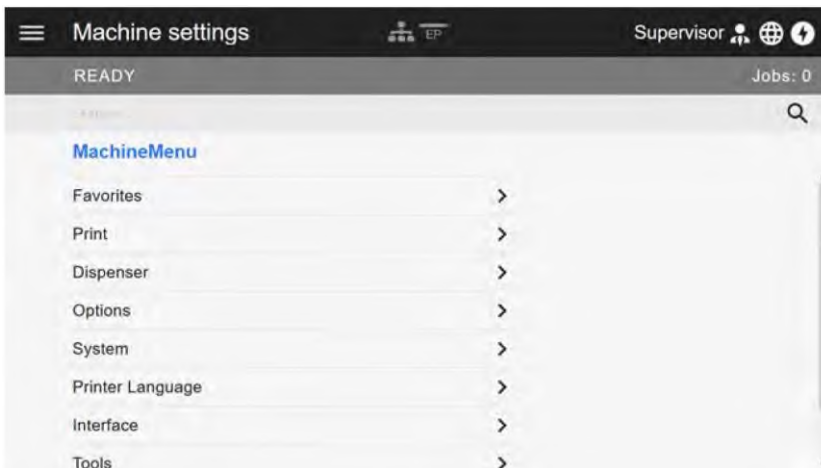 Machine settings EP Supervisor
READY Jobs: 0
MachineMenu
Favorites
Print
Dispenser
Options
System
Printer Language
Interface
Tools